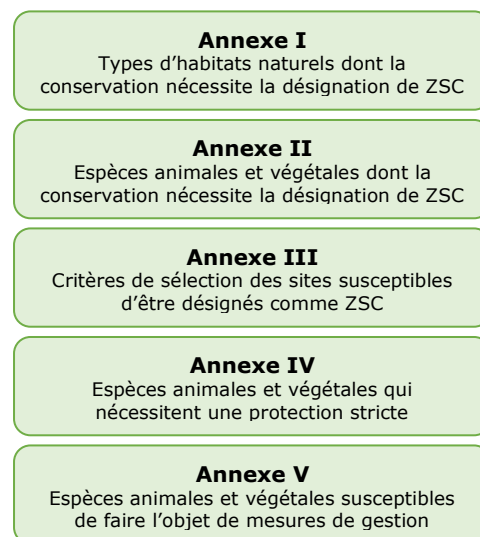 Annexe I
Types d’habitats naturels dont la
conservation nécessite la désignation de ZSC
Annexe II
Espèces animales et végétales dont la
conservation nécessite la désignation de ZSC
Annexe III
Critères de sélection des sites susceptibles
d’être désignés comme ZSC
Annexe IV
Espèces animales et végétales qui
nécessitent une protection stricte
Annexe V
Espèces animales et végétales susceptibles
de faire l’objet de mesures de gestion